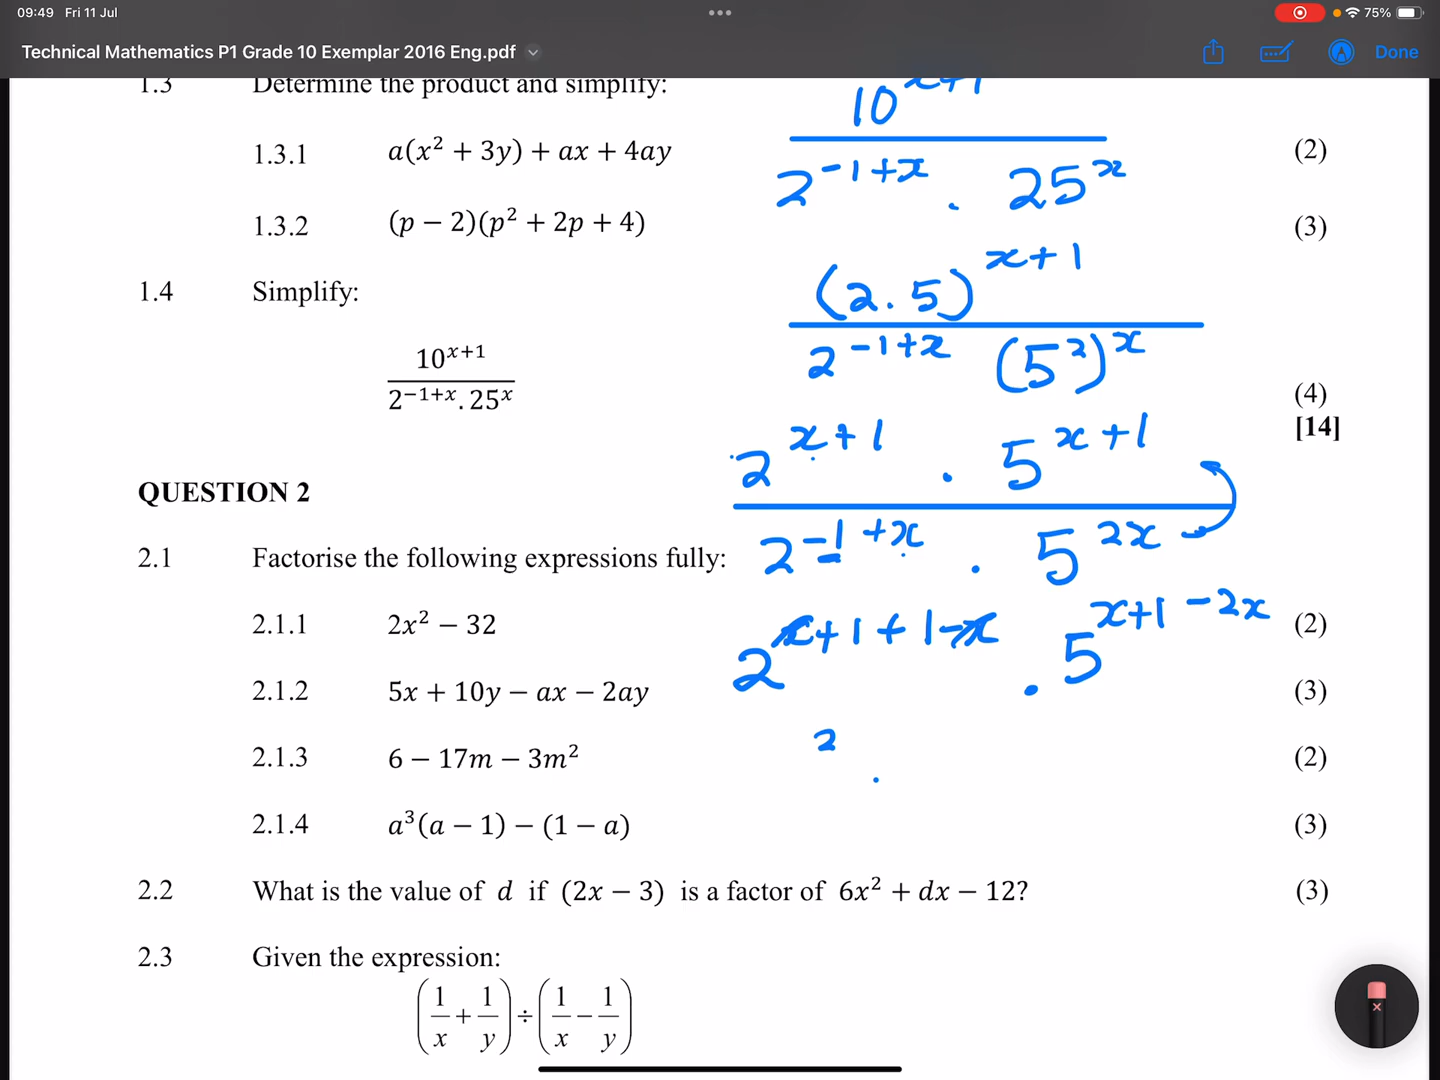 09:49 Fri 11 Jul
75%
Technical Mathematics P1 Grade 10 Exemplar 2016 Eng.pdf
Done
1.3 Determine the product and simplify:
1.3.1 a(x² + 3y) + ax + 4ay (2)
1.3.2 (p − 2)(p² + 2p + 4) (3)
1.4 Simplify:
10^{x+1}
2^{−1+x} . 25^x
(4)
[14]
10^{x+1}
2^{-1+x} . 25^x
(2.5)^{x+1}
2^{-1+x} (5²)^x
2^{x+1} . 5^{x+1}
2^{-1+x} . 5^{2x}
2^{x+1+1-x} . 5^{x+1-2x}
2
.
QUESTION 2
2.1 Factorise the following expressions fully:
2.1.1 2x² − 32 (2)
2.1.2 5x + 10y − ax − 2ay (3)
2.1.3 6 − 17m − 3m² (2)
2.1.4 a³(a − 1) − (1 − a) (3)
2.2 What is the value of d if (2x − 3) is a factor of 6x² + dx − 12? (3)
2.3 Given the expression:
(1/x + 1/y) ÷ (1/x − 1/y)